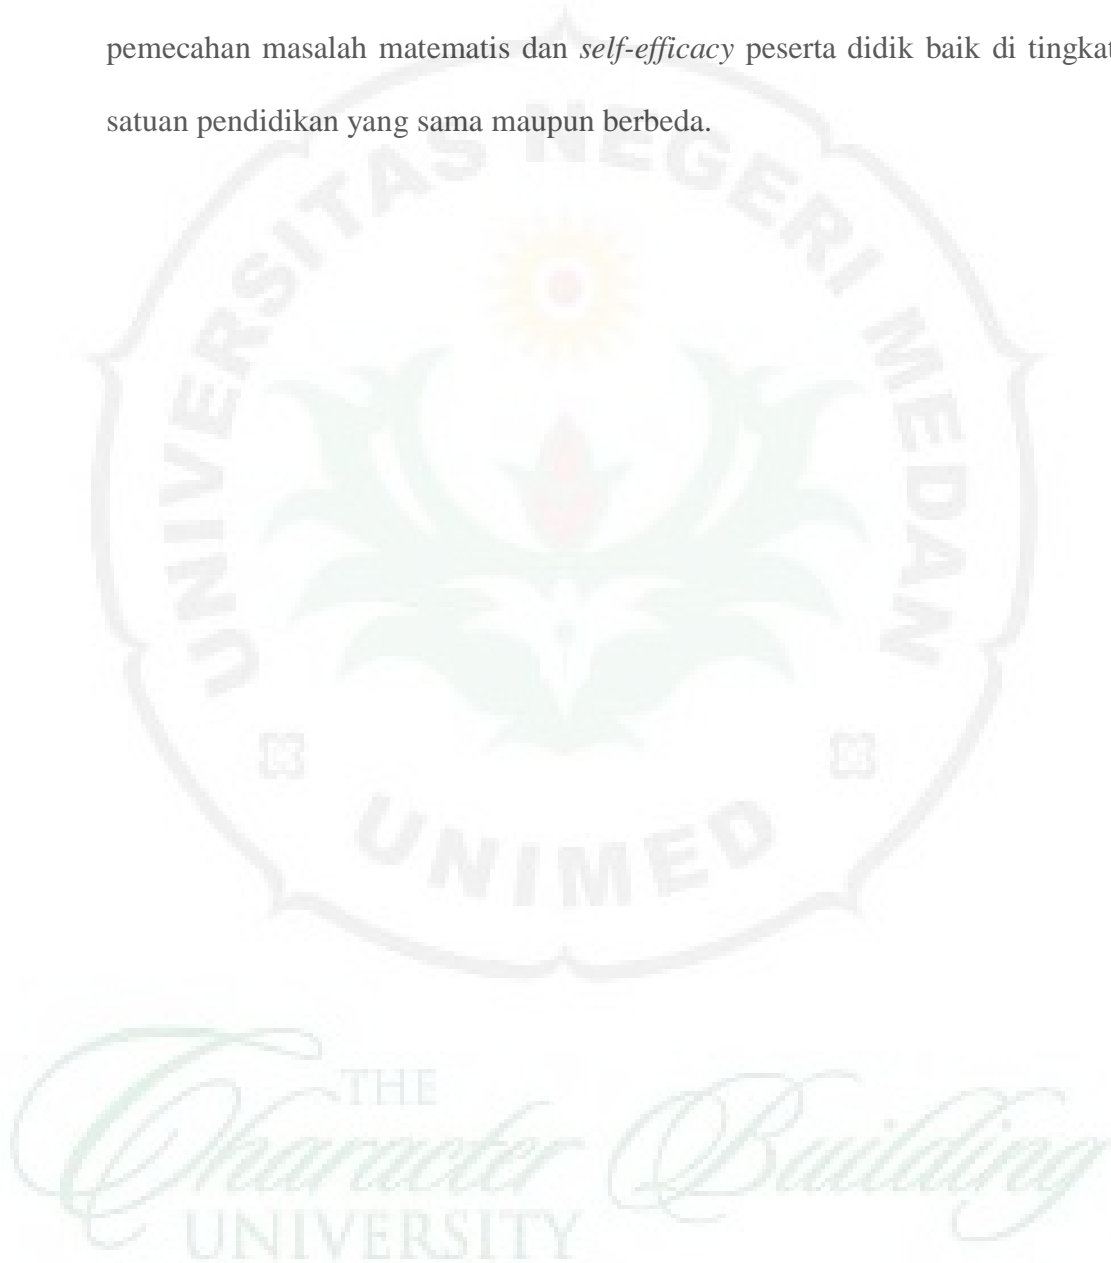 pemecahan masalah matematis dan self-efficacy peserta didik baik di tingkat
satuan pendidikan yang sama maupun berbeda.
UNIVERSITAS NEGERI MEDAN
UNIMED
THE
Character Building
UNIVERSITY